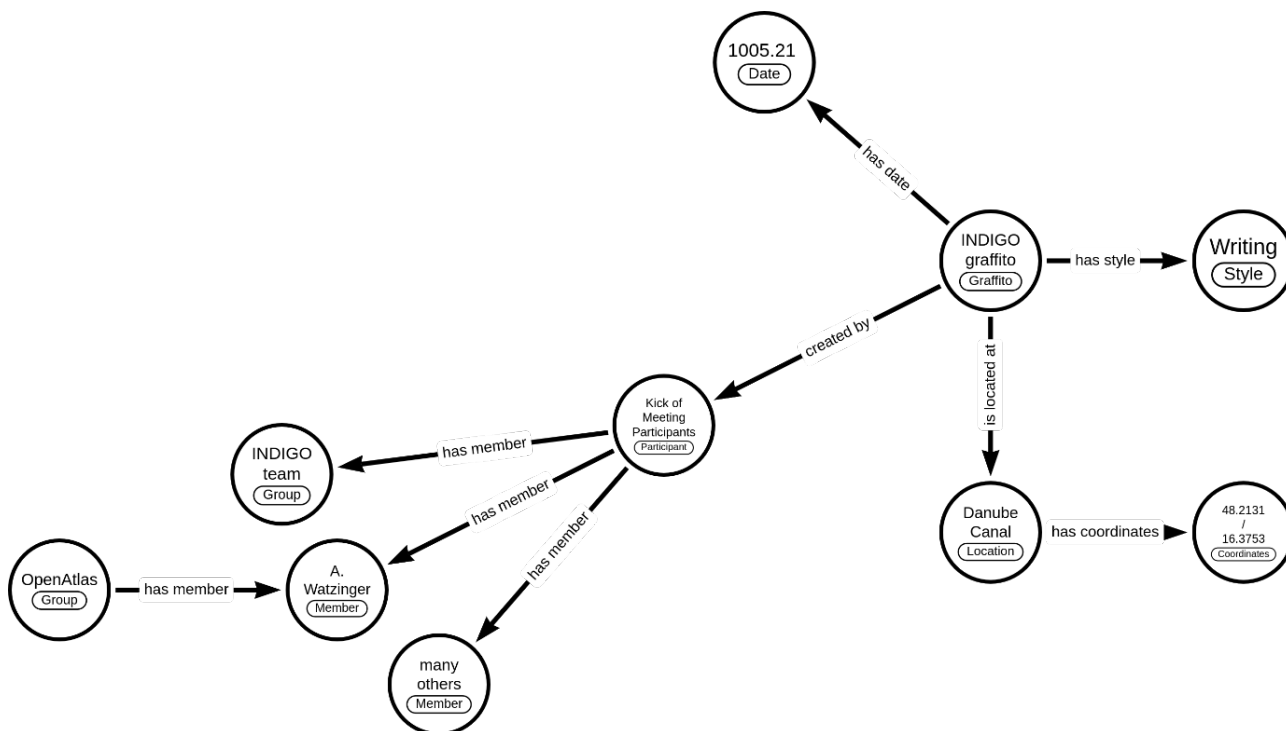 1005.21
Date
has date
INDIGO
graffito
Graffito
has style
Writing
Style
created by
is located at
Kick of
Meeting
Participants
Participant
has member
INDIGO
team
Group
has member
has member
Danube
Canal
Location
has coordinates
48.2131
/
16.3753
Coordinates
OpenAtlas
Group
has member
A.
Watzinger
Member
many
others
Member